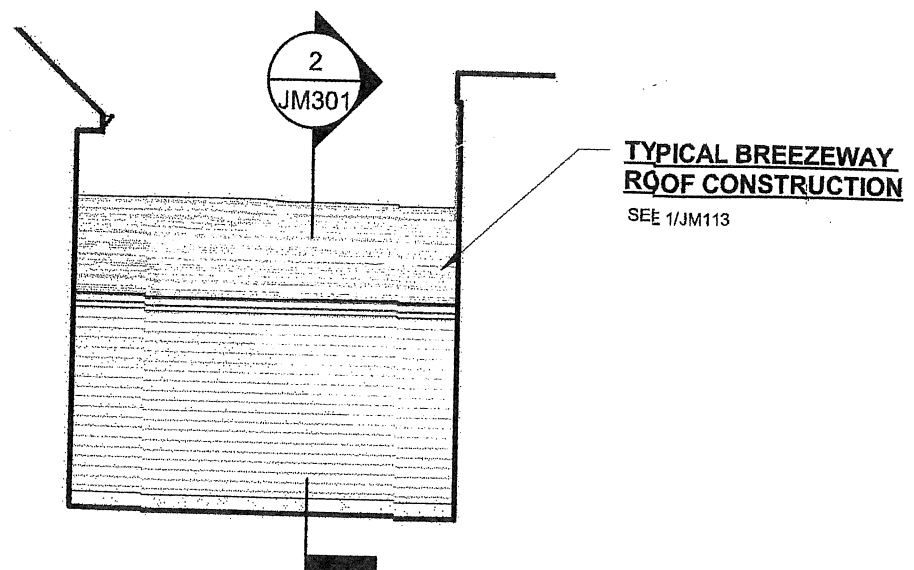 2
JM301
TYPICAL BREEZEWAY
ROOF CONSTRUCTION
SEE 1/JM113